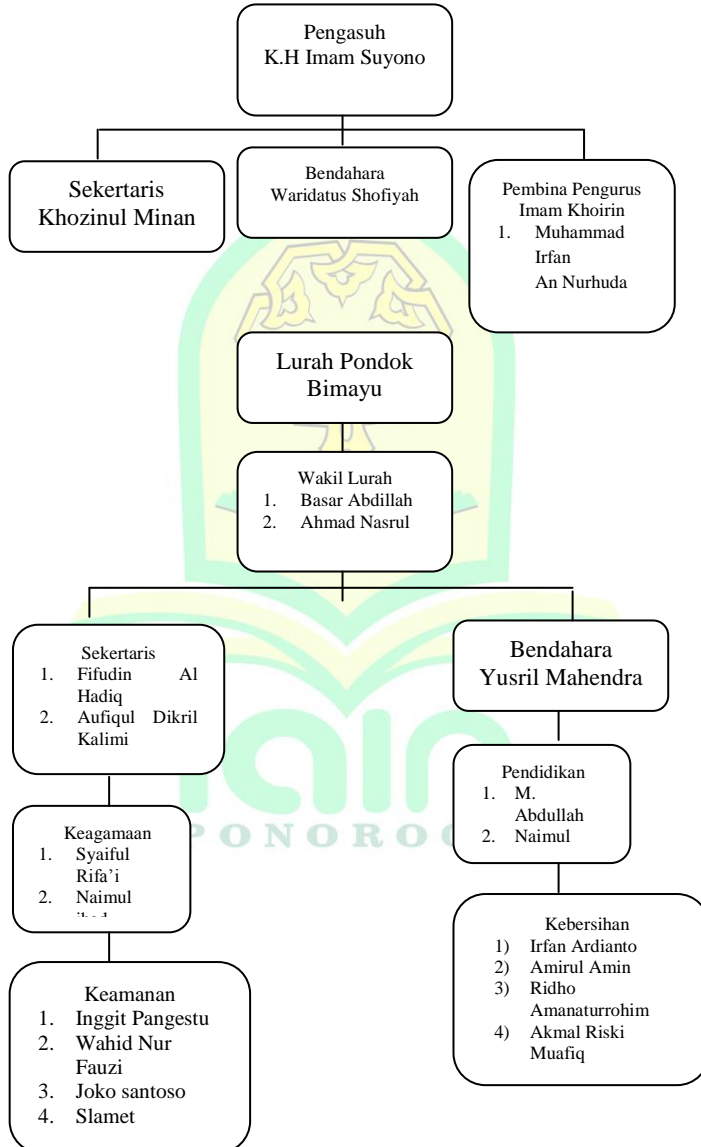 Pengasuh
K.H Imam Suyono
Sekertaris
Khozinul Minan
Bendahara
Waridatus Shofiyah
Pembina Pengurus
Imam Khoirin
1. Muhammad
Irfan
An Nurhuda
Lurah Pondok
Bimayu
Wakil Lurah
1. Basar Abdillah
2. Ahmad Nasrul
Sekertaris
1. Fifudin Al
Hadiq
2. Aufiqul Dikril
Kalimi
Bendahara
Yusril Mahendra
Keagamaan
1. Syaiful
Rifa'i
2. Naimul
Pendidikan
1. M.
Abdullah
2. Naimul
Keamanan
1. Inggit Pangestu
2. Wahid Nur
Fauzi
3. Joko santoso
4. Slamet
Kebersihan
1) Irfan Ardianto
2) Amirul Amin
3) Ridho
Amanaturrohim
4) Akmal Riski
Muafiq
iain
PONOROGO